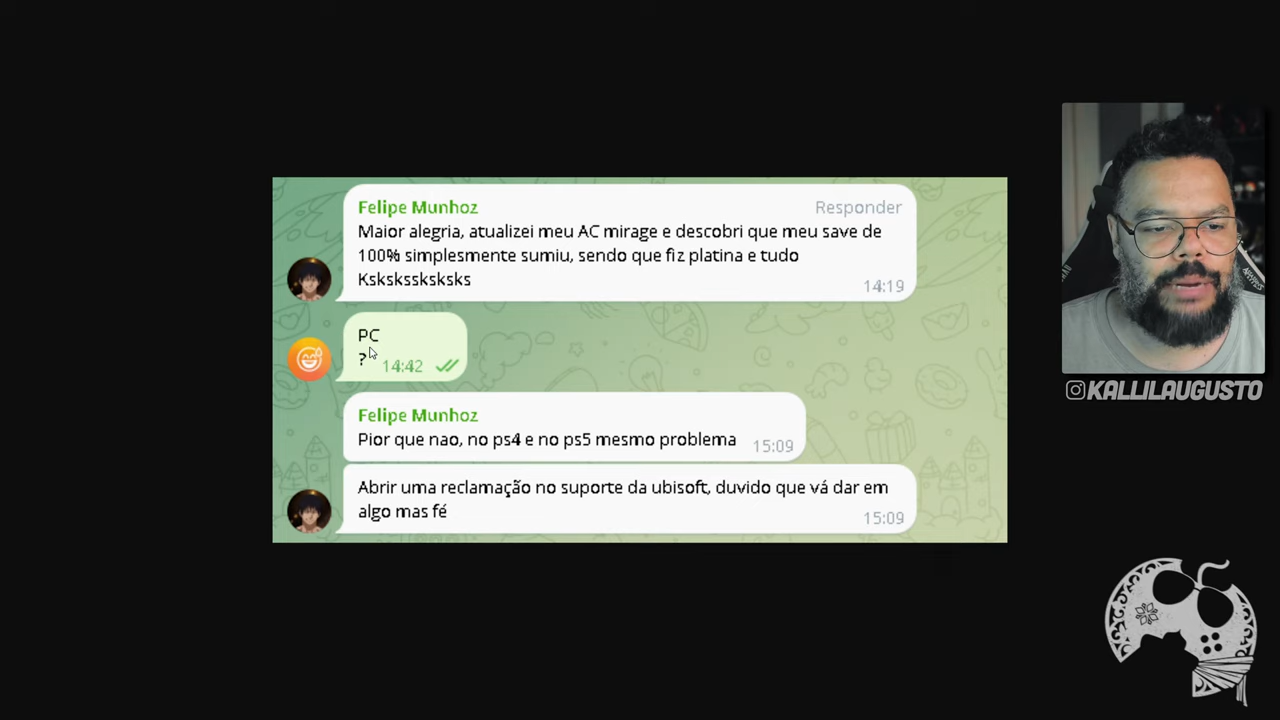 Felipe Munhoz
Responder
Maior alegria, atualizei meu AC mirage e descobri que meu save de
100% simplesmente sumiu, sendo que fiz platina e tudo
Ksksksskskskss
14:19
PC
?
14:42
Felipe Munhoz
Pior que nao, no ps4 e no ps5 mesmo problema
15:09
Abrir uma reclamação no suporte da ubisoft, duvido que vá dar em
algo mas fé
15:09
KALLILAUGUSTO